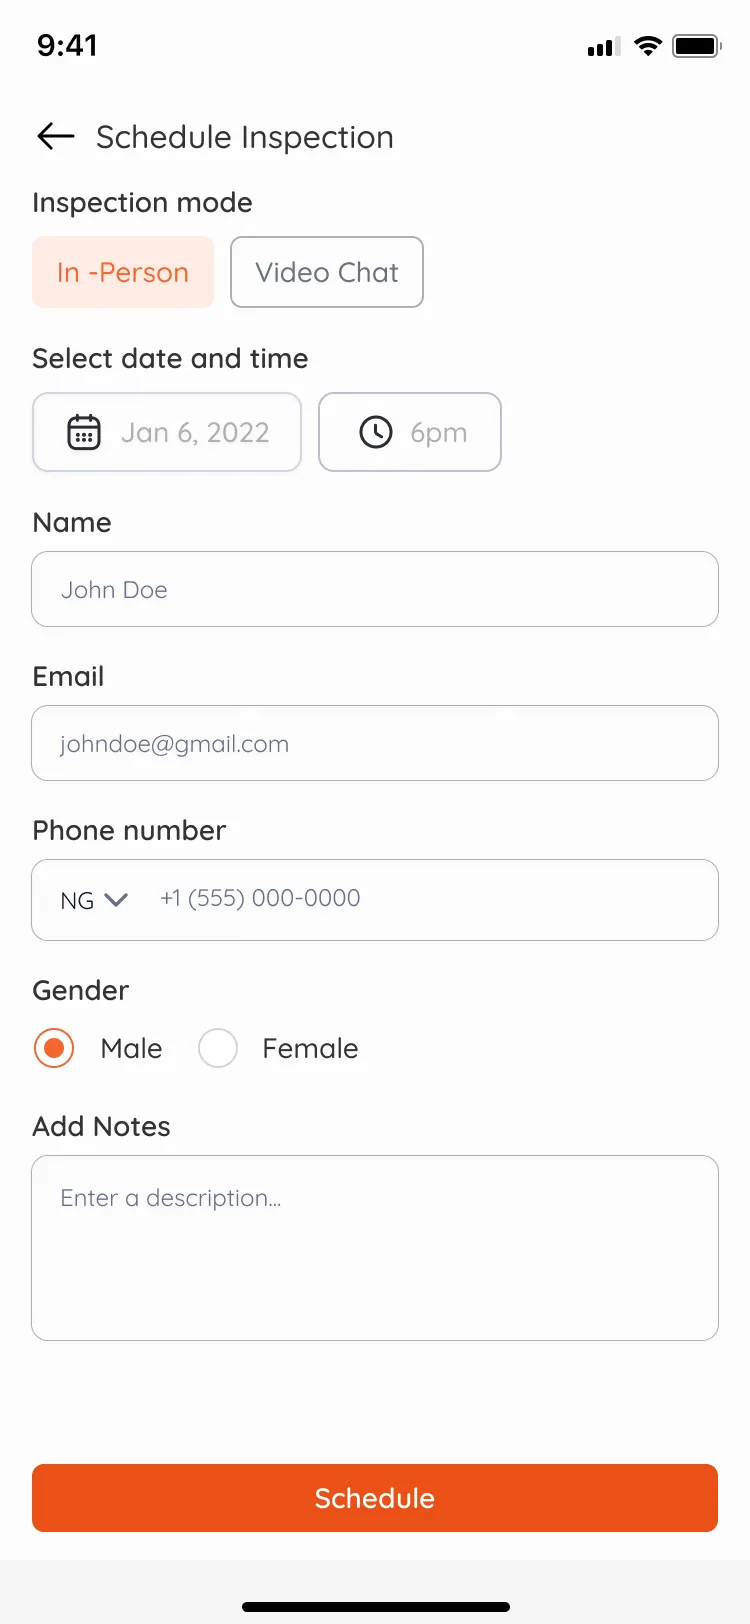 9:41
Schedule Inspection
Inspection mode
In -Person Video Chat
Select date and time
Jan 6, 2022 6pm
Name
John Doe
Email
johndoe@gmail.com
Phone number
NG +1 (555) 000-0000
Gender
Male Female
Add Notes
Enter a description...
Schedule